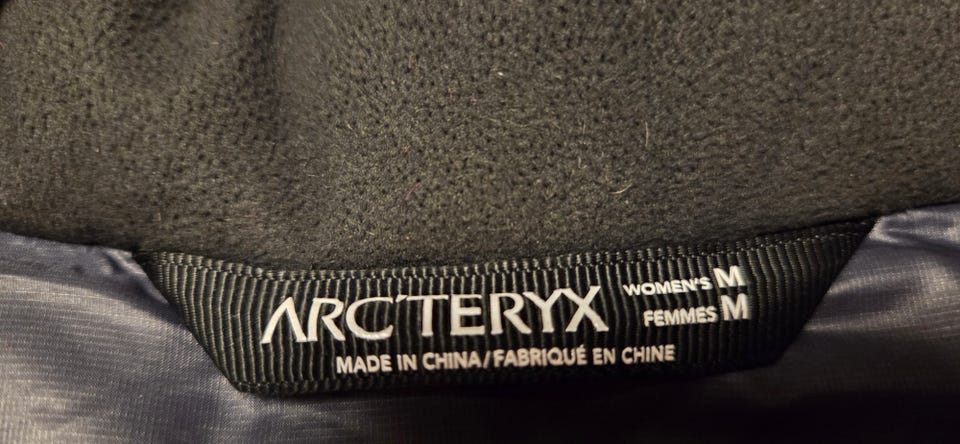 ARC'TERYX WOMEN'S M
FEMMES M
MADE IN CHINA/FABRIQUÉ EN CHINE